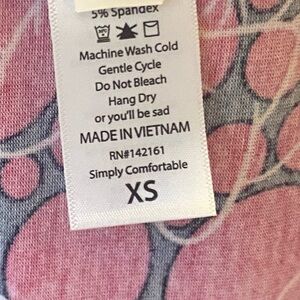 5% Spandex
Machine Wash Cold
Gentle Cycle
Do Not Bleach
Hang Dry
or you'll be sad
MADE IN VIETNAM
RN#142161
Simply Comfortable
XS